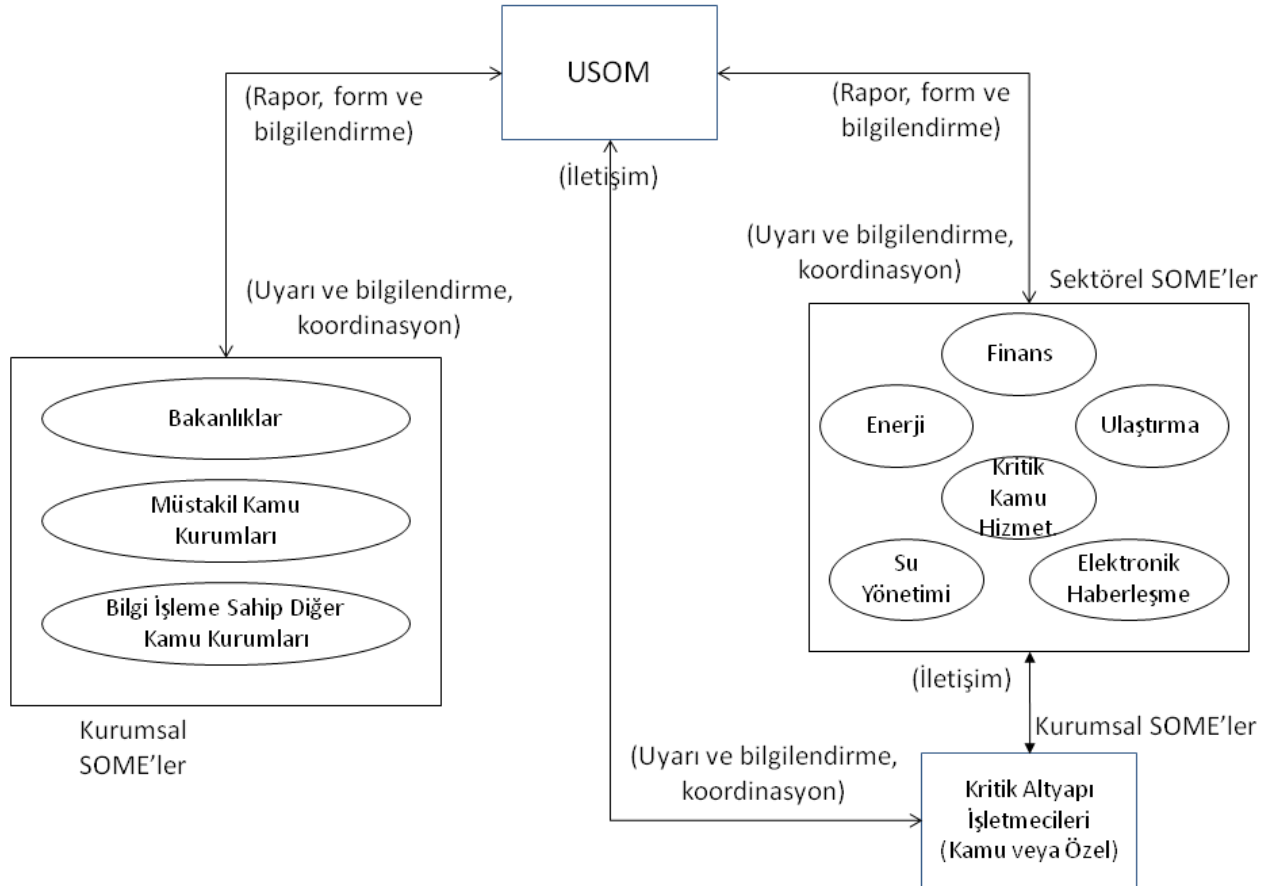 USOM
(Rapor, form ve
bilgilendirme)
(Rapor, form ve
bilgilendirme)
(İletişim)
(Uyarı ve bilgilendirme,
koordinasyon)
(Uyarı ve bilgilendirme,
koordinasyon)
Sektörel SOME'ler
Bakanlıklar
Müstakil Kamu
Kurumları
Bilgi İşleme Sahip Diğer
Kamu Kurumları
Kurumsal
SOME'ler
Finans
Enerji
Ulaştırma
Kritik
Kamu
Hizmet.
Su
Yönetimi
Elektronik
Haberleşme
(İletişim)
Kurumsal SOME'ler
(Uyarı ve bilgilendirme,
koordinasyon)
Kritik Altyapı
İşletmecileri
(Kamu veya Özel)